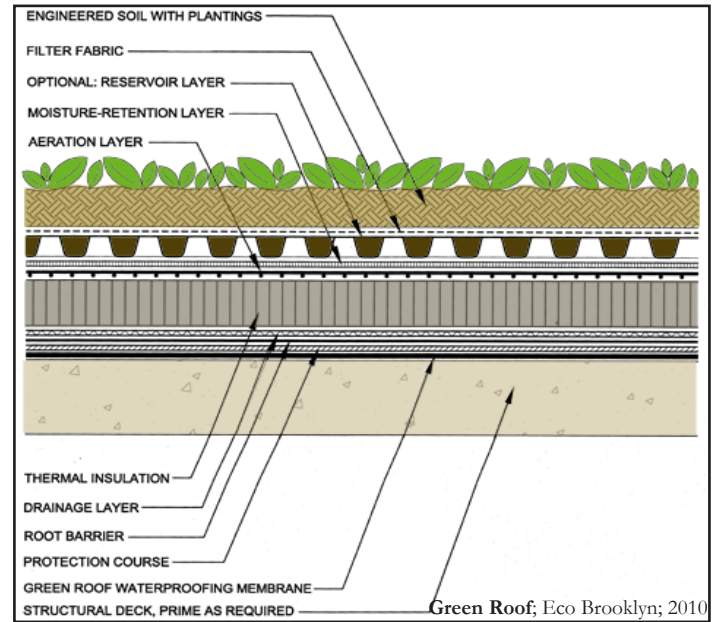 ENGINEERED SOIL WITH PLANTINGS
FILTER FABRIC
OPTIONAL: RESERVOIR LAYER
MOISTURE-RETENTION LAYER
AERATION LAYER
THERMAL INSULATION
DRAINAGE LAYER
ROOT BARRIER
PROTECTION COURSE
GREEN ROOF WATERPROOFING MEMBRANE
STRUCTURAL DECK, PRIME AS REQUIRED
Green Roof; Eco Brooklyn; 2010